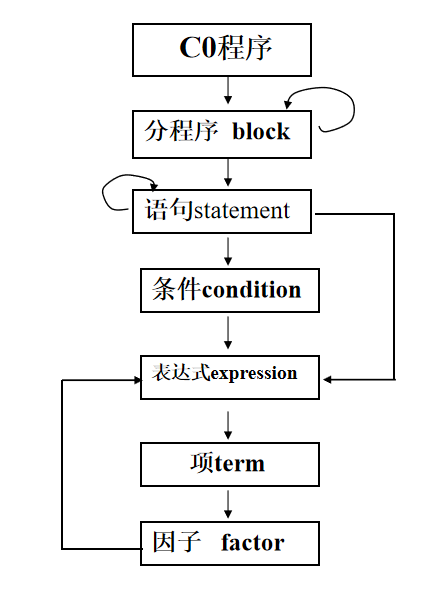 C0程序
分程序 block
语句statement
条件condition
表达式expression
项term
因子 factor